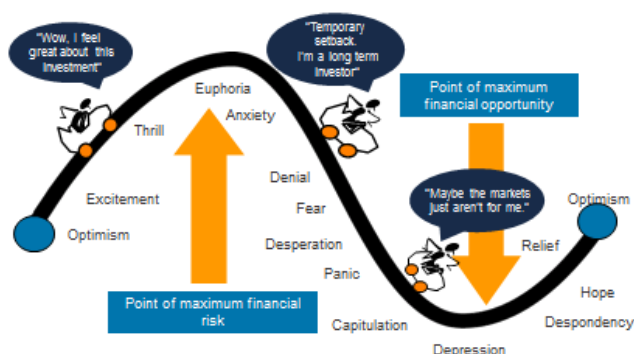 "Wow, I feel
great about this
Investment"
"Temporary
setback.
I'm a long term
investor"
Point of maximum
financial opportunity
Euphoria
Anxiety
Thrill
Denial
Excitement
Fear
"Maybe the markets
just aren't for me."
Optimism
Optimism
Desperation
Relief
Panic
Point of maximum financial
risk
Hope
Capitulation
Despondency
Depression